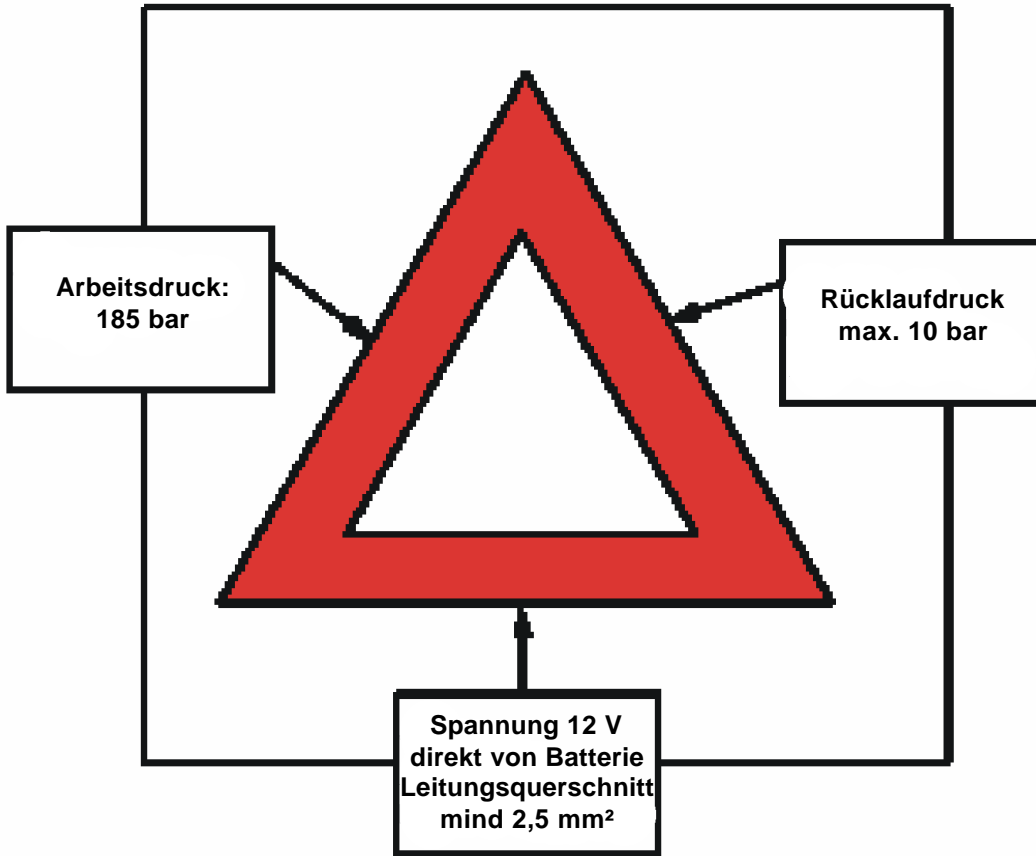 Arbeitsdruck:
185 bar
Rücklaufdruck
max. 10 bar
Spannung 12 V
direkt von Batterie
Leitungsquerschnitt
mind 2,5 mm²